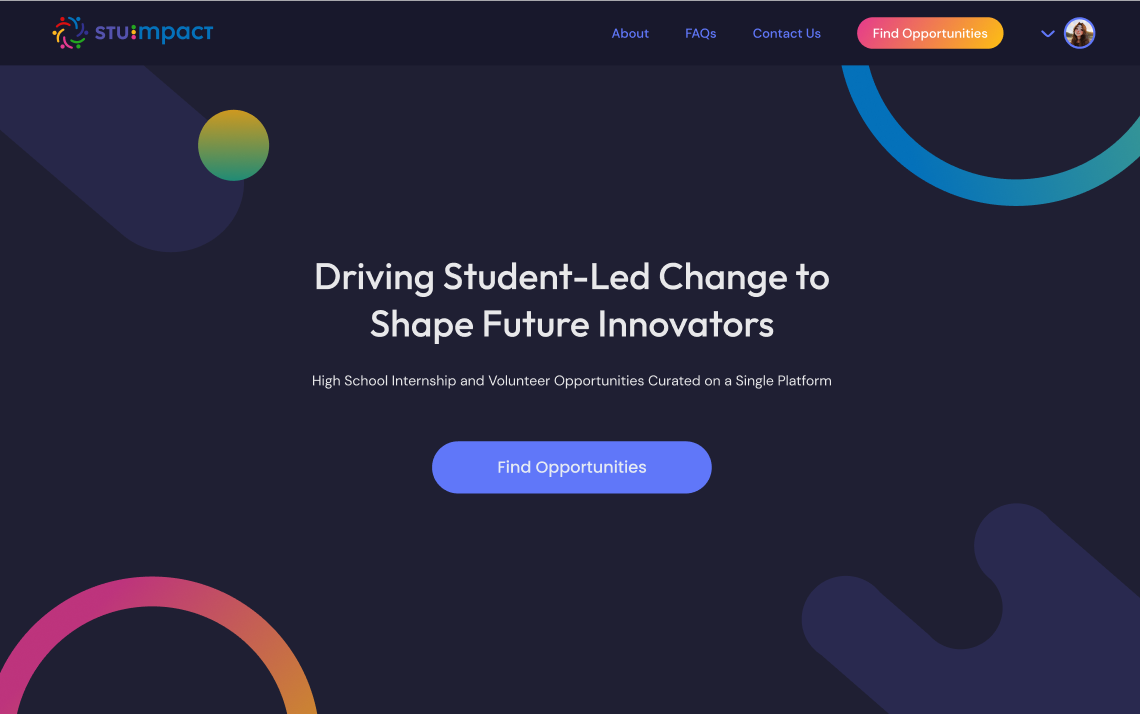 STU:mpact
About
FAQs
Contact Us
Find Opportunities
Driving Student-Led Change to
Shape Future Innovators
High School Internship and Volunteer Opportunities Curated on a Single Platform
Find Opportunities